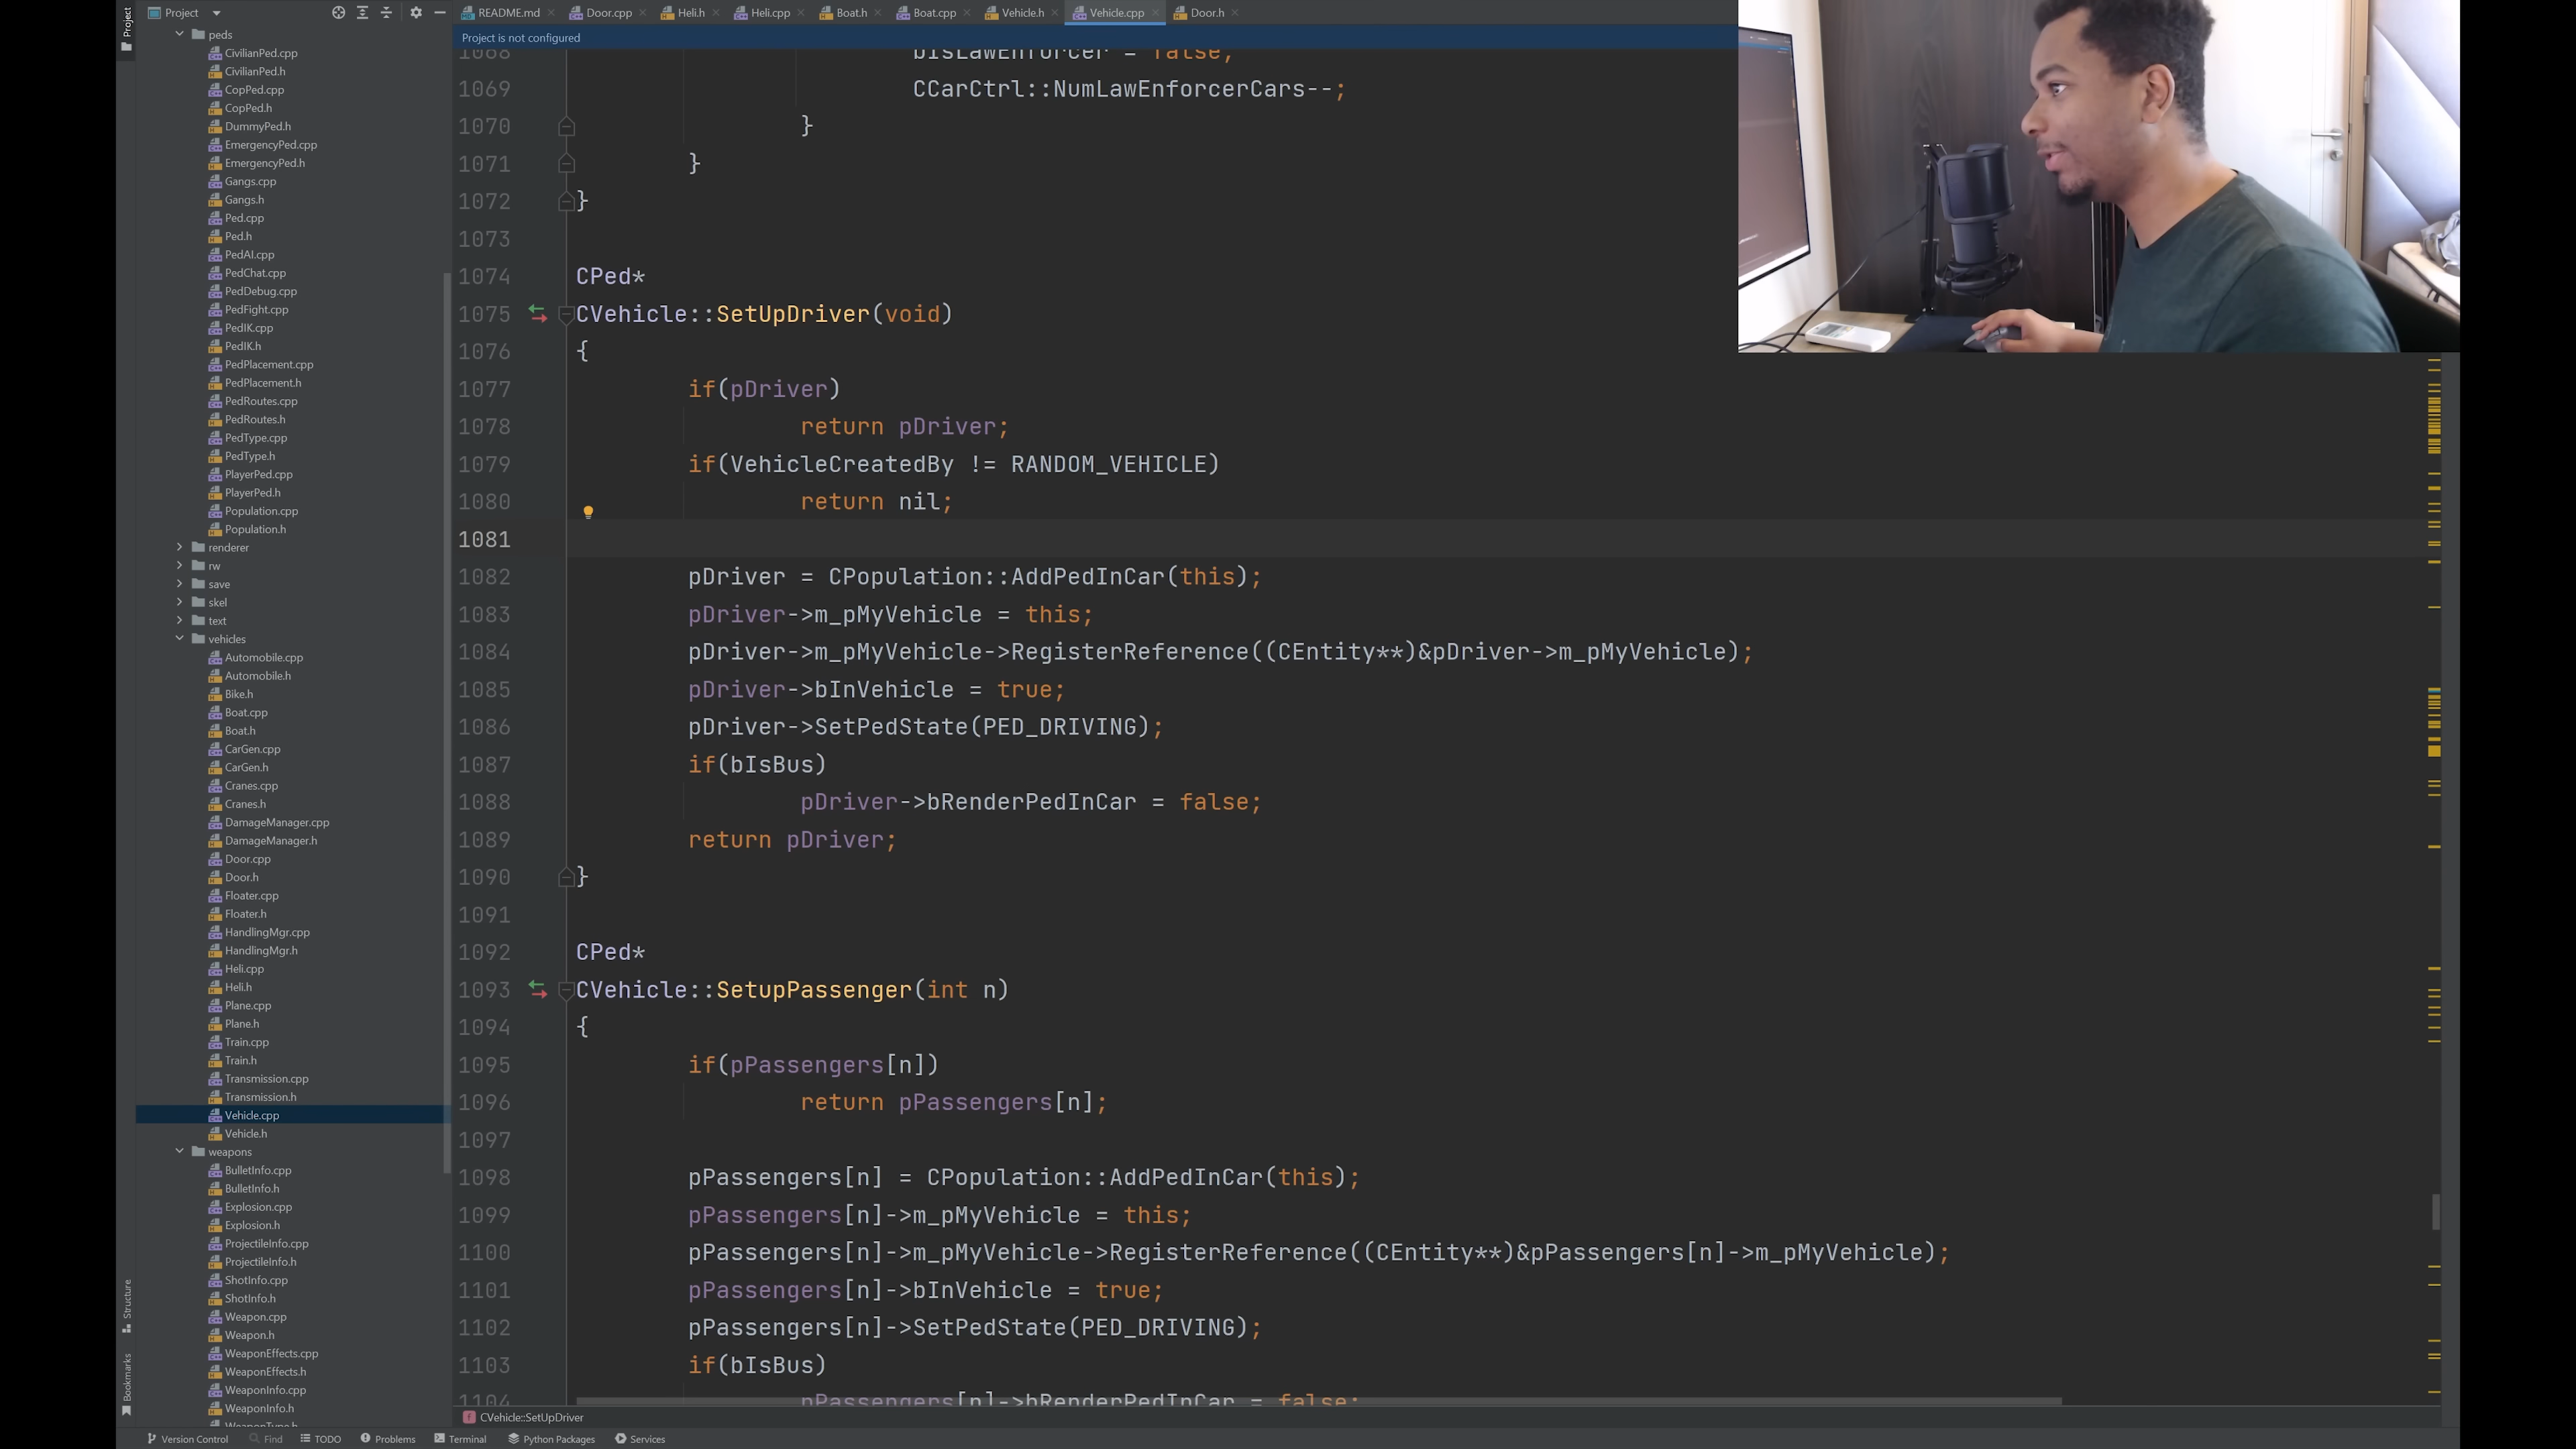 Project
README.md
Door.cpp
Heli.h
Heli.cpp
Boat.h
Boat.cpp
Vehicle.h
Vehicle.cpp
Door.h
Project is not configured
Project
Structure
Bookmarks
peds
CivilianPed.cpp
CivilianPed.h
CopPed.cpp
CopPed.h
DummyPed.h
EmergencyPed.cpp
EmergencyPed.h
Gangs.cpp
Gangs.h
Ped.cpp
Ped.h
PedAI.cpp
PedChat.cpp
PedDebug.cpp
PedFight.cpp
PedIK.cpp
PedIK.h
PedPlacement.cpp
PedPlacement.h
PedRoutes.cpp
PedRoutes.h
PedType.cpp
PedType.h
PlayerPed.cpp
PlayerPed.h
Population.cpp
Population.h
renderer
rw
save
skel
text
vehicles
Automobile.cpp
Automobile.h
Bike.h
Boat.cpp
Boat.h
CarGen.cpp
CarGen.h
Cranes.cpp
Cranes.h
DamageManager.cpp
DamageManager.h
Door.cpp
Door.h
Floater.cpp
Floater.h
HandlingMgr.cpp
HandlingMgr.h
Heli.cpp
Heli.h
Plane.cpp
Plane.h
Train.cpp
Train.h
Transmission.cpp
Transmission.h
Vehicle.cpp
Vehicle.h
weapons
BulletInfo.cpp
BulletInfo.h
Explosion.cpp
Explosion.h
ProjectileInfo.cpp
ProjectileInfo.h
ShotInfo.cpp
ShotInfo.h
Weapon.cpp
Weapon.h
WeaponEffects.cpp
WeaponEffects.h
WeaponInfo.cpp
WeaponInfo.h
WeaponType.h
1068 bIsLawEnforcer = false;
1069 CCarCtrl::NumLawEnforcerCars--;
1070 }
1071 }
1072 }
1073
1074 CPed*
1075 CVehicle::SetUpDriver(void)
1076 {
1077 if(pDriver)
1078 return pDriver;
1079 if(VehicleCreatedBy != RANDOM_VEHICLE)
1080 return nil;
1081
1082 pDriver = CPopulation::AddPedInCar(this);
1083 pDriver->m_pMyVehicle = this;
1084 pDriver->m_pMyVehicle->RegisterReference((CEntity**)&pDriver->m_pMyVehicle);
1085 pDriver->bInVehicle = true;
1086 pDriver->SetPedState(PED_DRIVING);
1087 if(bIsBus)
1088 pDriver->bRenderPedInCar = false;
1089 return pDriver;
1090 }
1091
1092 CPed*
1093 CVehicle::SetupPassenger(int n)
1094 {
1095 if(pPassengers[n])
1096 return pPassengers[n];
1097
1098 pPassengers[n] = CPopulation::AddPedInCar(this);
1099 pPassengers[n]->m_pMyVehicle = this;
1100 pPassengers[n]->m_pMyVehicle->RegisterReference((CEntity**)&pPassengers[n]->m_pMyVehicle);
1101 pPassengers[n]->bInVehicle = true;
1102 pPassengers[n]->SetPedState(PED_DRIVING);
1103 if(bIsBus)
1104 pPassengers[n]->bRenderPedInCar = false;
CVehicle::SetUpDriver
Version Control
Find
TODO
Problems
Terminal
Python Packages
Services